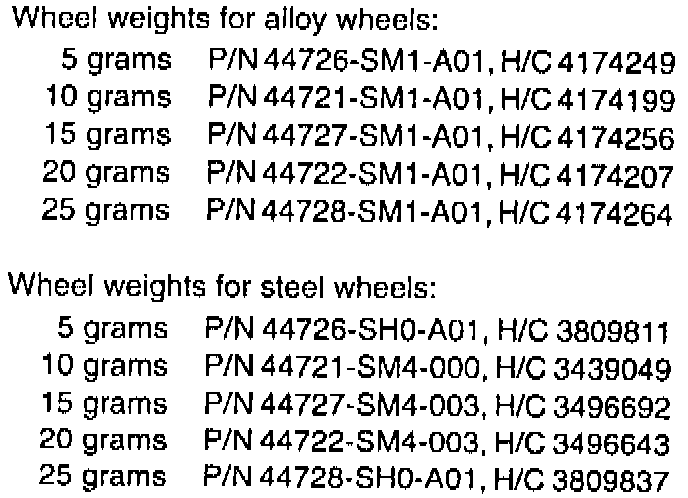 Wheel weights for alloy wheels:
5 grams P/N 44726-SM1-A01, H/C 4174249
10 grams P/N 44721-SM1-A01, H/C 4174199
15 grams P/N 44727-SM1-A01, H/C 4174256
20 grams P/N 44722-SM1-A01, H/C 4174207
25 grams P/N 44728-SM1-A01, H/C 4174264
Wheel weights for steel wheels:
5 grams P/N 44726-SH0-A01, H/C 3809811
10 grams P/N 44721-SM4-000, H/C 3439049
15 grams P/N 44727-SM4-003, H/C 3496692
20 grams P/N 44722-SM4-003, H/C 3496643
25 grams P/N 44728-SH0-A01, H/C 3809837